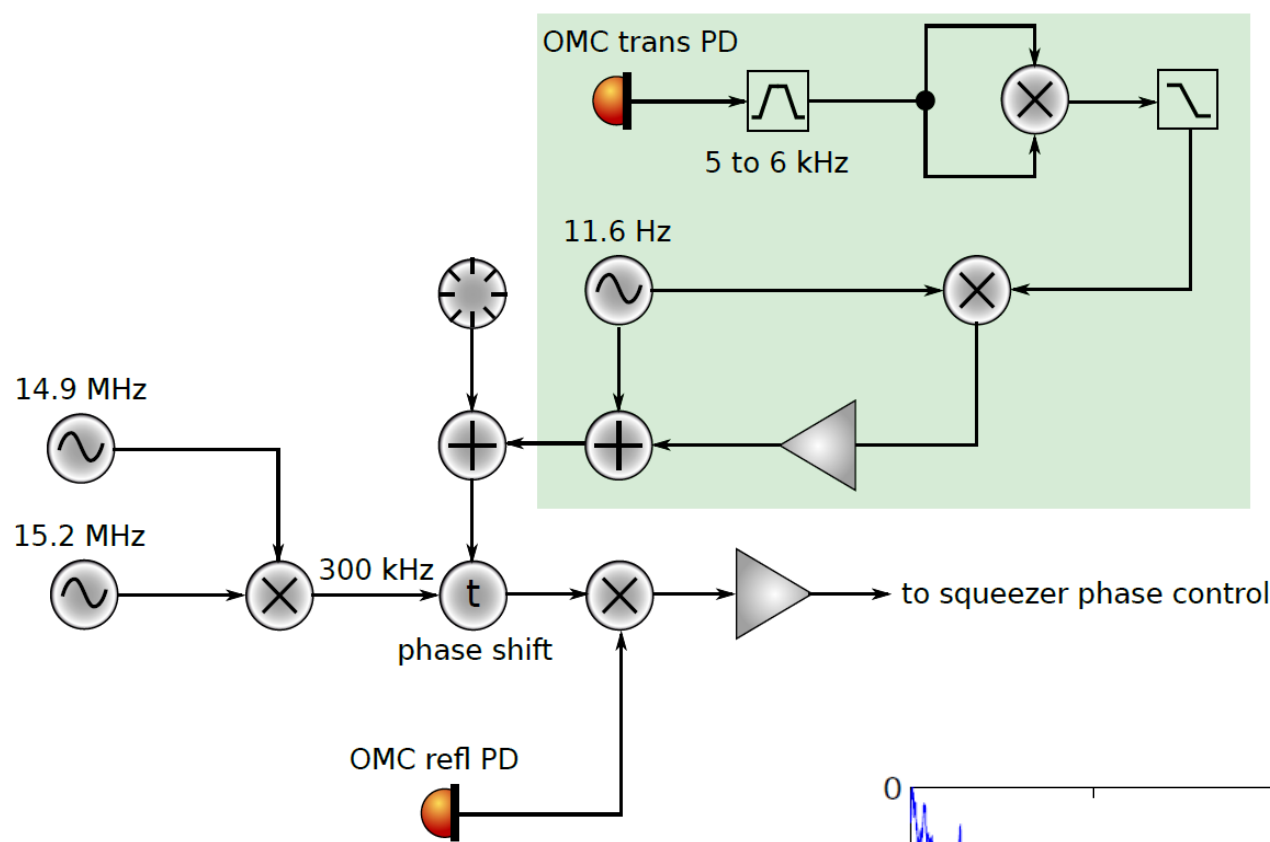 OMC trans PD
5 to 6 kHz
11.6 Hz
14.9 MHz
15.2 MHz
300 kHz
t
phase shift
to squeezer phase control
OMC refl PD
0